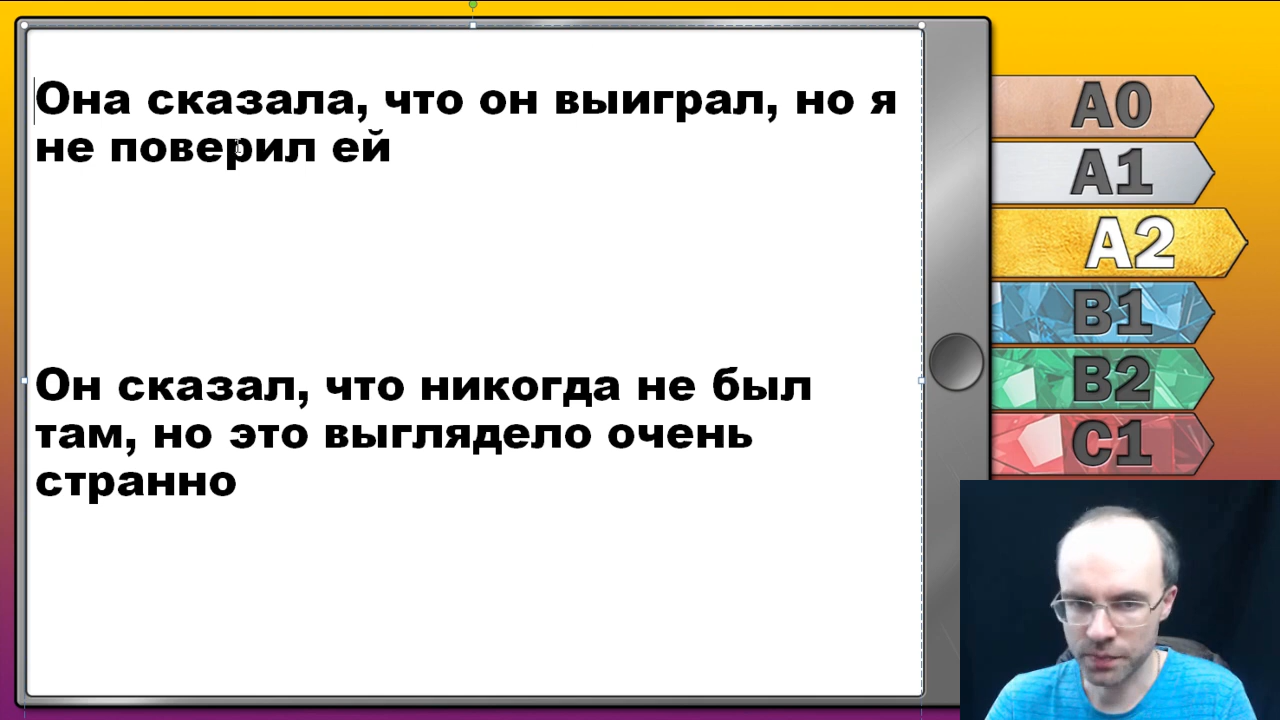 Она сказала, что он выиграл, но я
не поверил ей
Он сказал, что никогда не был
там, но это выглядело очень
странно
A0
A1
A2
B1
B2
C1